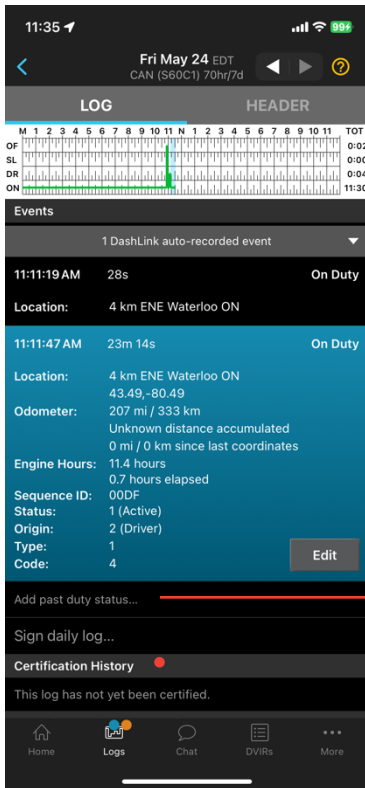 11:35
99+
Fri May 24 EDT
CAN (S60C1) 70hr/7d
LOG HEADER
M 1 2 3 4 5 6 7 8 9 10 11 N 1 2 3 4 5 6 7 8 9 10 11 TOT
OF 0:02
SL 0:00
DR 0:04
ON 11:30
Events
1 DashLink auto-recorded event
11:11:19 AM 28s On Duty
Location: 4 km ENE Waterloo ON
11:11:47 AM 23m 14s On Duty
Location: 4 km ENE Waterloo ON
43.49,-80.49
Odometer: 207 mi / 333 km
Unknown distance accumulated
0 mi / 0 km since last coordinates
Engine Hours: 11.4 hours
0.7 hours elapsed
Sequence ID: 00DF
Status: 1 (Active)
Origin: 2 (Driver)
Type: 1
Code: 4
Edit
Add past duty status...
Sign daily log...
Certification History
This log has not yet been certified.
Home Logs Chat DVIRs More